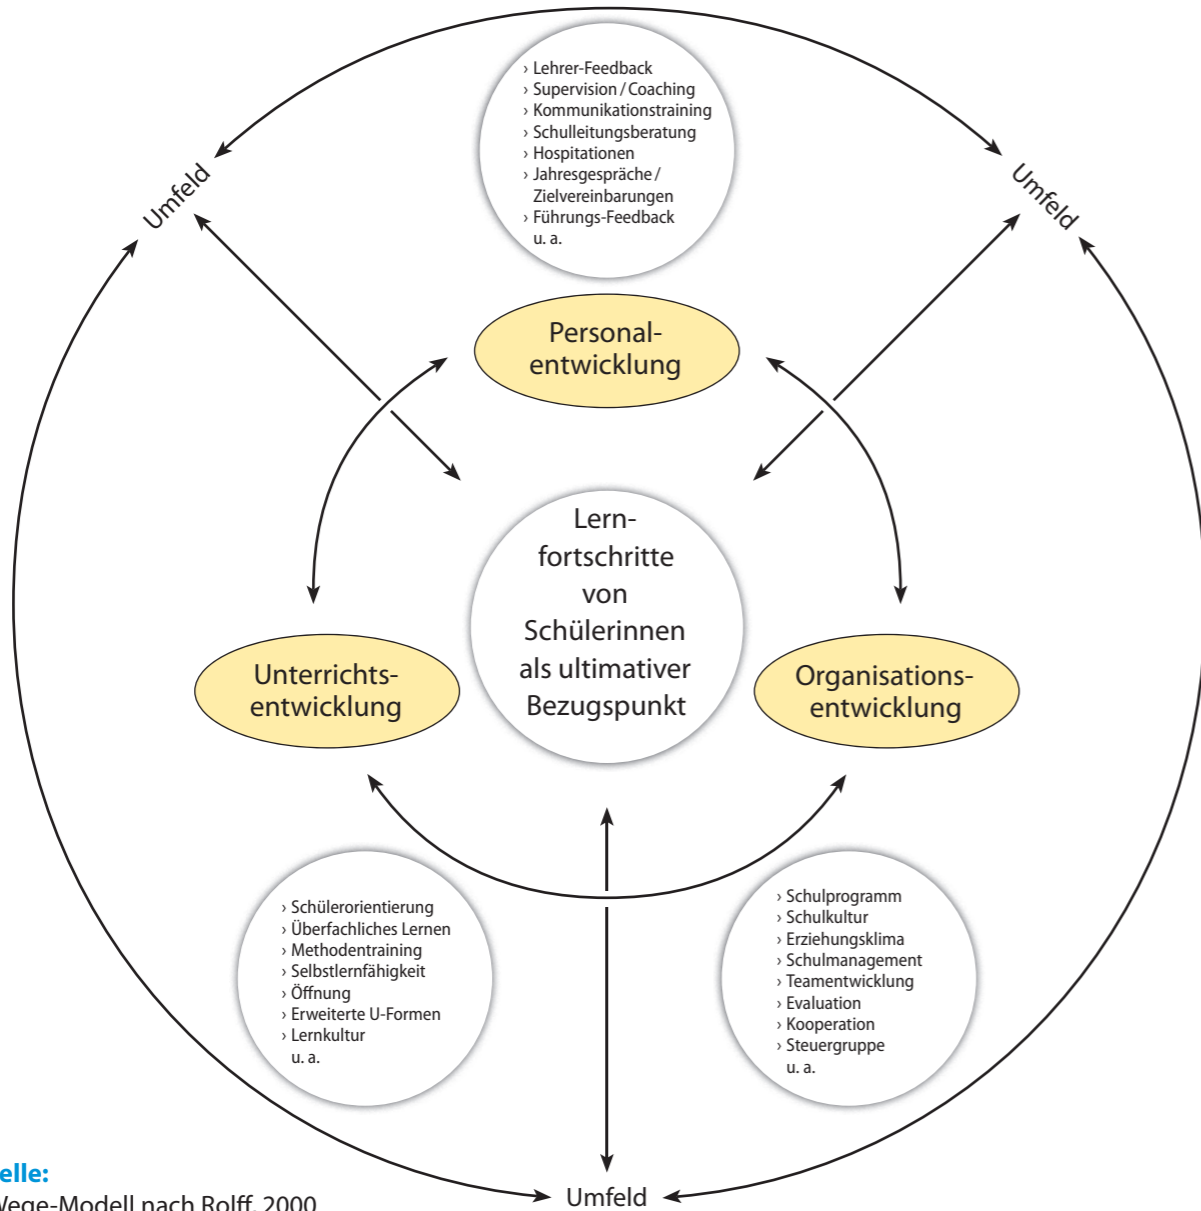 › Lehrer-Feedback
› Supervision / Coaching
› Kommunikationstraining
› Schulleitungsberatung
› Hospitationen
› Jahresgespräche /
Zielvereinbarungen
› Führungs-Feedback
u. a.
Umfeld
Umfeld
Personal-
entwicklung
Lern-
fortschritte
von
Schülerinnen
als ultimativer
Bezugspunkt
Unterrichts-
entwicklung
Organisations-
entwicklung
› Schülerorientierung
› Überfachliches Lernen
› Methodentraining
› Selbstlernfähigkeit
› Öffnung
› Erweiterte U-Formen
› Lernkultur
u. a.
› Schulprogramm
› Schulkultur
› Erziehungsklima
› Schulmanagement
› Teamentwicklung
› Evaluation
› Kooperation
› Steuergruppe
u. a.
elle:
Wege-Modell nach Rolff, 2000
Umfeld